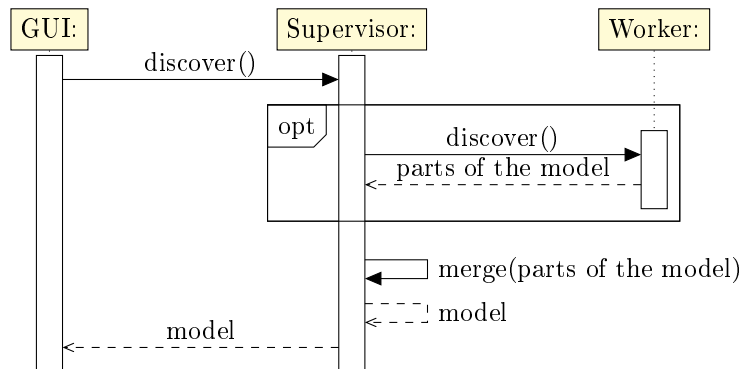 GUI:
Supervisor:
Worker:
discover()
opt
discover()
parts of the model
merge(parts of the model)
model
model